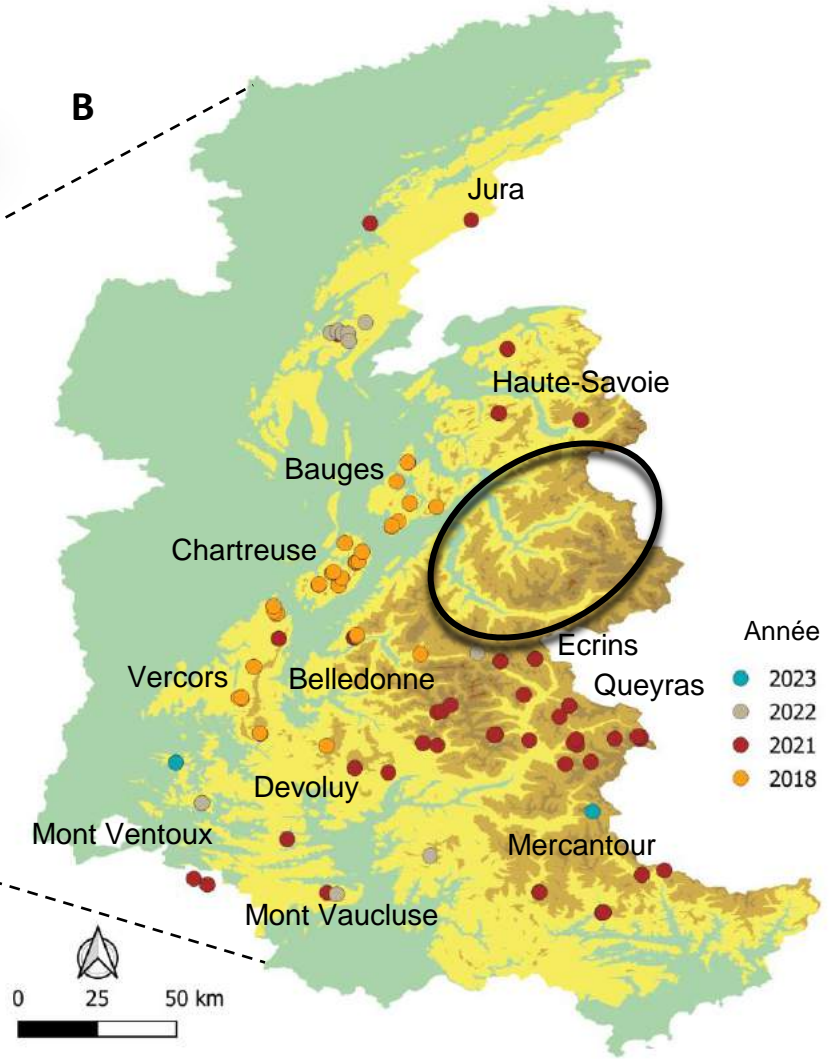 B
Jura
Haute-Savoie
Bauges
Chartreuse
Ecrins
Année
Vercors
Belledonne
Queyras
2023
2022
2021
2018
Devoluy
Mont Ventoux
Mercantour
Mont Vaucluse
0 25 50 km